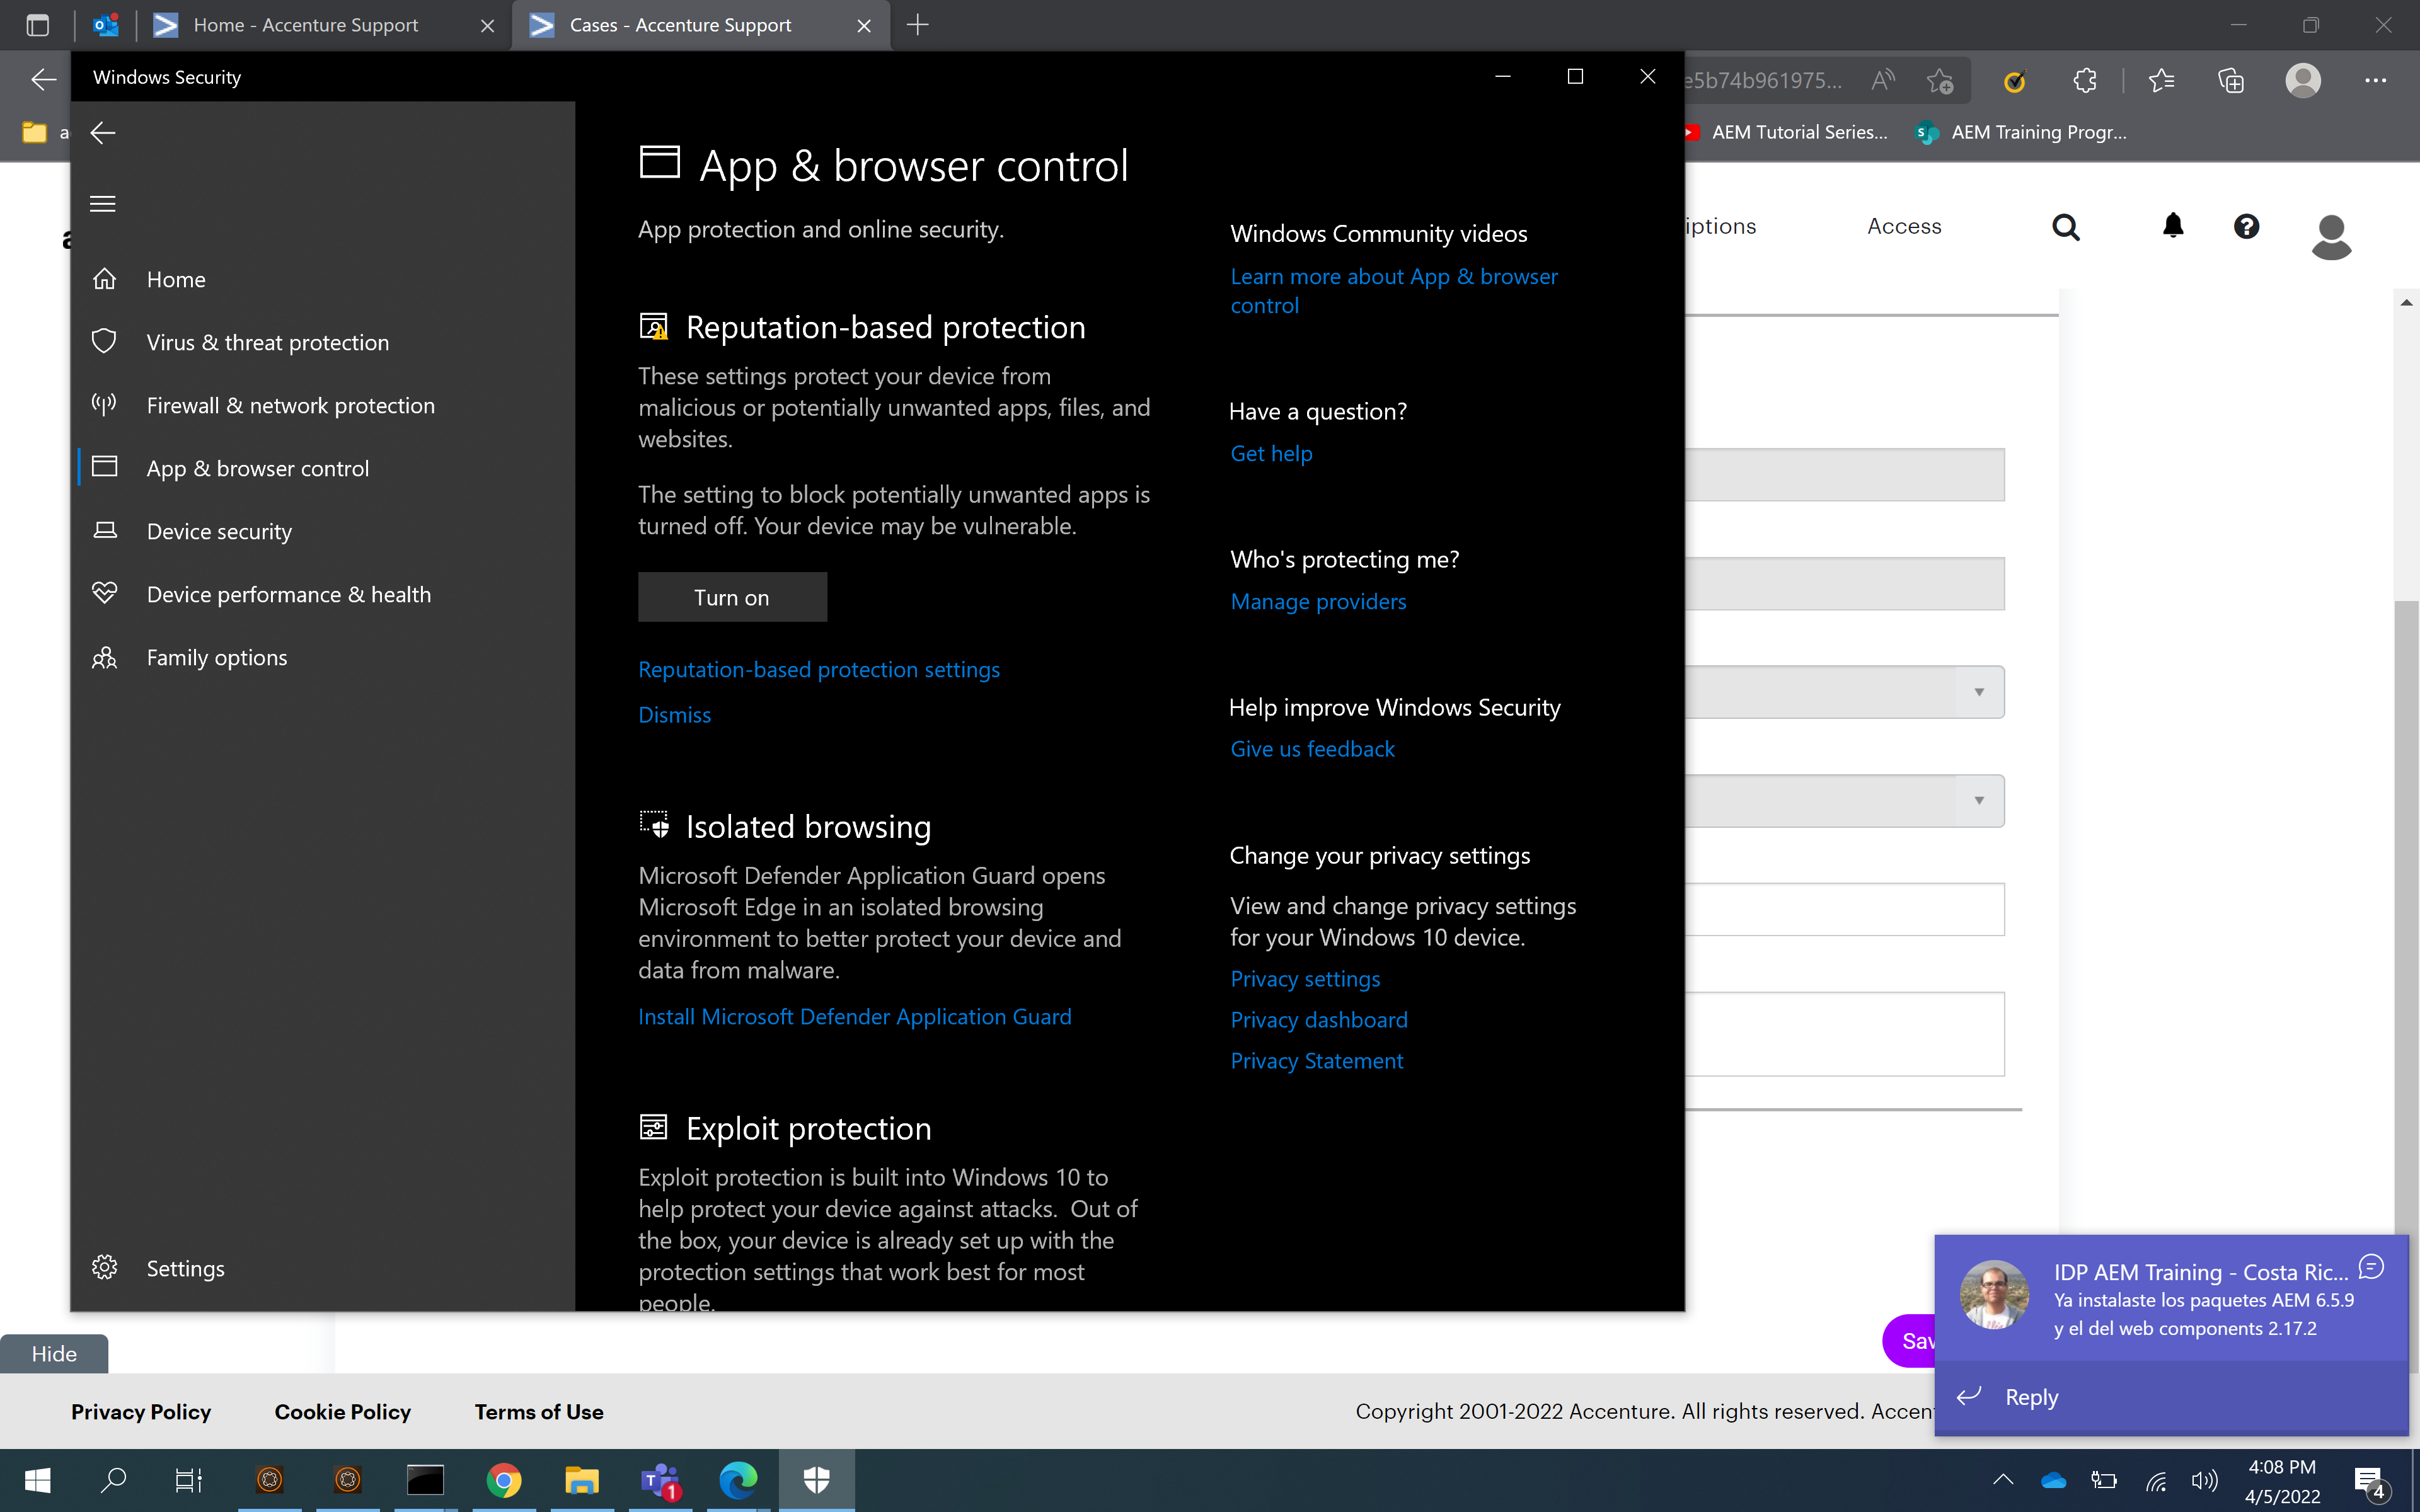 Home - Accenture Support
Cases - Accenture Support
Windows Security
e5b74b961975...
AEM Tutorial Series...
AEM Training Progr...
iptions
Access
Home
Virus & threat protection
Firewall & network protection
App & browser control
Device security
Device performance & health
Family options
Settings
App & browser control
App protection and online security.
Reputation-based protection
These settings protect your device from
malicious or potentially unwanted apps, files, and
websites.
The setting to block potentially unwanted apps is
turned off. Your device may be vulnerable.
Turn on
Reputation-based protection settings
Dismiss
Isolated browsing
Microsoft Defender Application Guard opens
Microsoft Edge in an isolated browsing
environment to better protect your device and
data from malware.
Install Microsoft Defender Application Guard
Exploit protection
Exploit protection is built into Windows 10 to
help protect your device against attacks.  Out of
the box, your device is already set up with the
protection settings that work best for most
people.
Windows Community videos
Learn more about App & browser
control
Have a question?
Get help
Who's protecting me?
Manage providers
Help improve Windows Security
Give us feedback
Change your privacy settings
View and change privacy settings
for your Windows 10 device.
Privacy settings
Privacy dashboard
Privacy Statement
IDP AEM Training - Costa Ric...
Ya instalaste los paquetes AEM 6.5.9
y el del web components 2.17.2
Reply
Sav
Hide
Privacy Policy
Cookie Policy
Terms of Use
Copyright 2001-2022 Accenture. All rights reserved. Accen
1
4:08 PM
4/5/2022
4